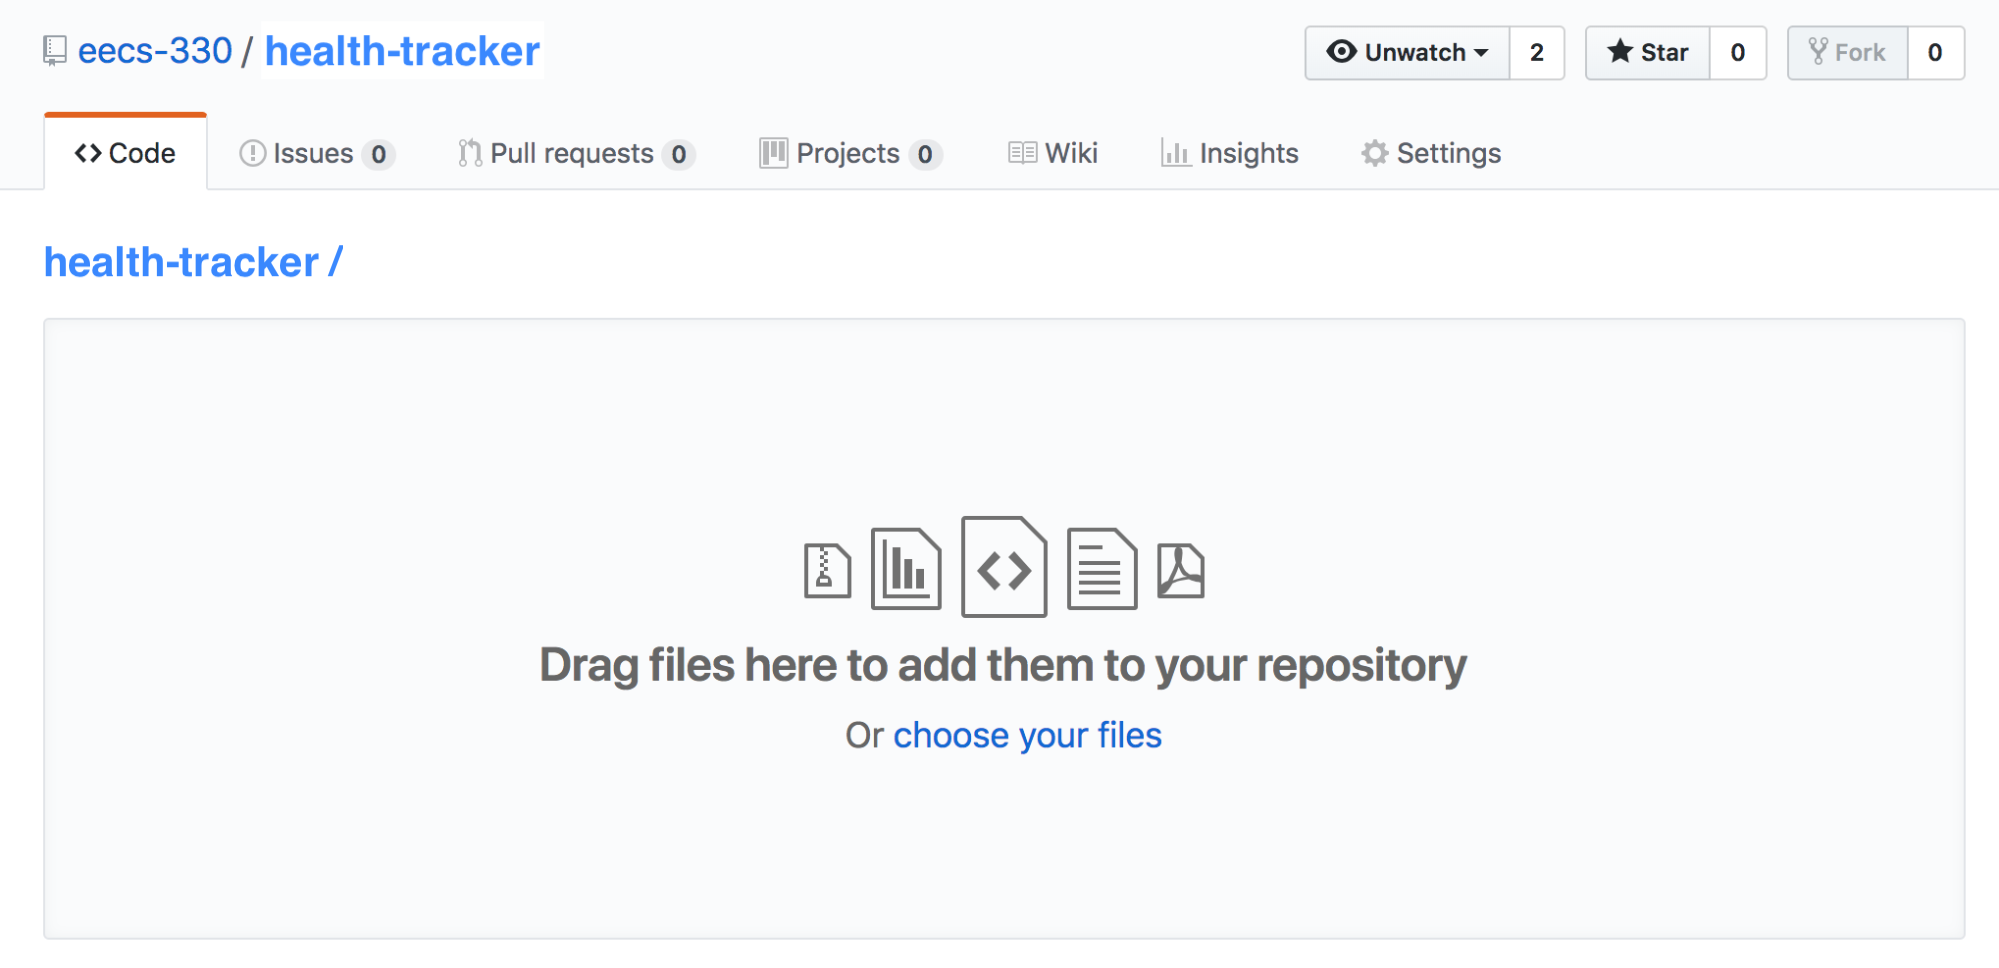 eecs-330 / health-tracker
Unwatch 2 Star 0 Fork 0
Code Issues 0 Pull requests 0 Projects 0 Wiki Insights Settings
health-tracker /
Drag files here to add them to your repository
Or choose your files